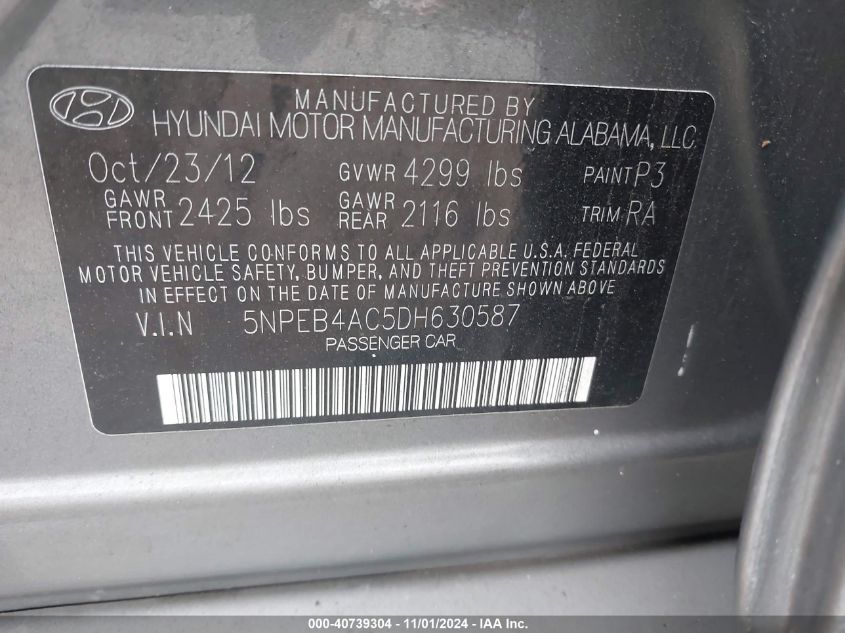 MANUFACTURED BY
HYUNDAI MOTOR MANUFACTURING ALABAMA, LLC
Oct/23/12 GVWR 4299 lbs PAINT P3
GAWR FRONT 2425 lbs GAWR REAR 2116 lbs TRIM RA
THIS VEHICLE CONFORMS TO ALL APPLICABLE U.S.A. FEDERAL
MOTOR VEHICLE SAFETY, BUMPER, AND THEFT PREVENTION STANDARDS
IN EFFECT ON THE DATE OF MANUFACTURE SHOWN ABOVE
V.I.N 5NPEB4AC5DH630587
PASSENGER CAR
000-40739304 - 11/01/2024 - IAA Inc.